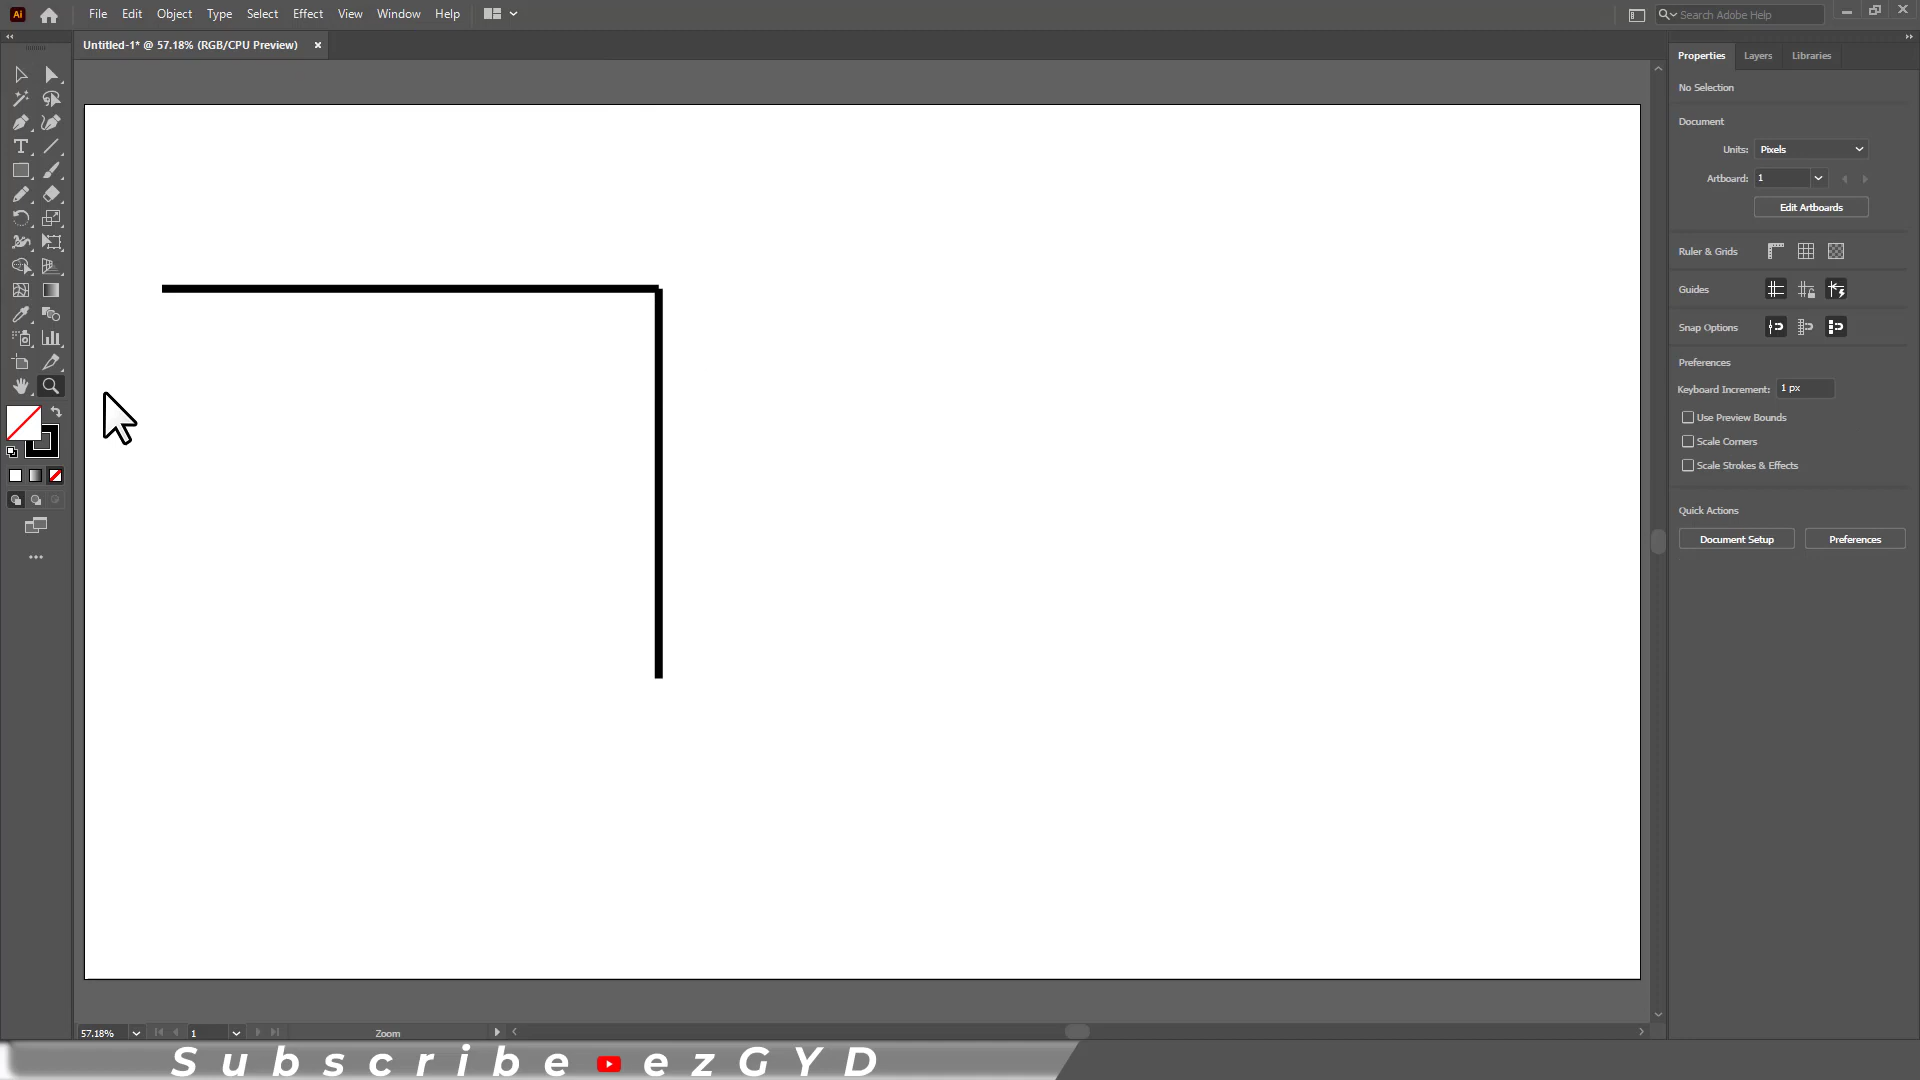 Ai File Edit Object Type Select Effect View Window Help Search Adobe Help
Untitled-1* @ 57.18% (RGB/CPU Preview)
Properties Layers Libraries
No Selection
Document
Units: Pixels
Artboard: 1
Edit Artboards
Ruler & Grids
Guides
Snap Options
Preferences
Keyboard Increment: 1 px
Use Preview Bounds
Scale Corners
Scale Strokes & Effects
Quick Actions
Document Setup Preferences
57.18% 1 Zoom
Subscribe ezGYD